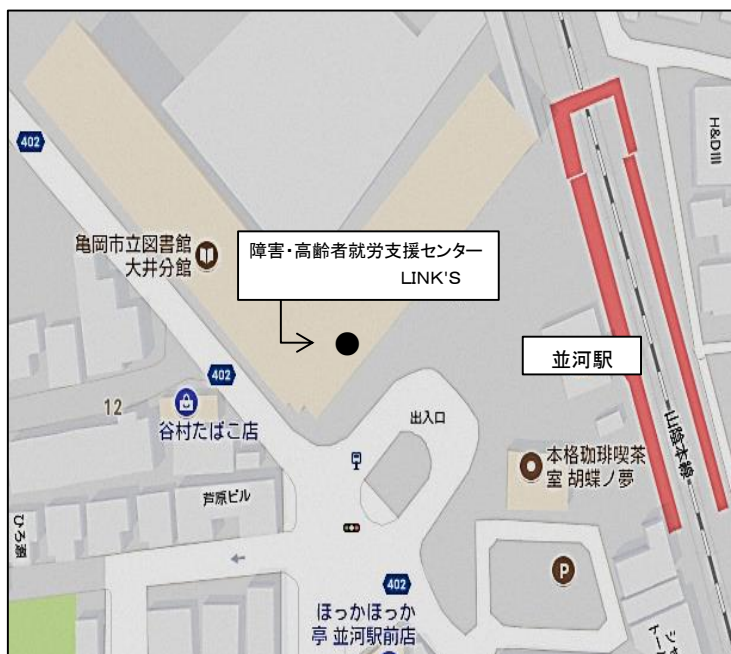 402
H&DIII
亀岡市立図書館
大井分館
障害・高齢者就労支援センター
LINK'S
並河駅
402
12
谷村たばこ店
出入口
山陰本線
本格珈琲喫茶
室 胡蝶ノ夢
芦原ビル
ひろ瀬
P
402
ほっかほっか
亭 並河駅前店